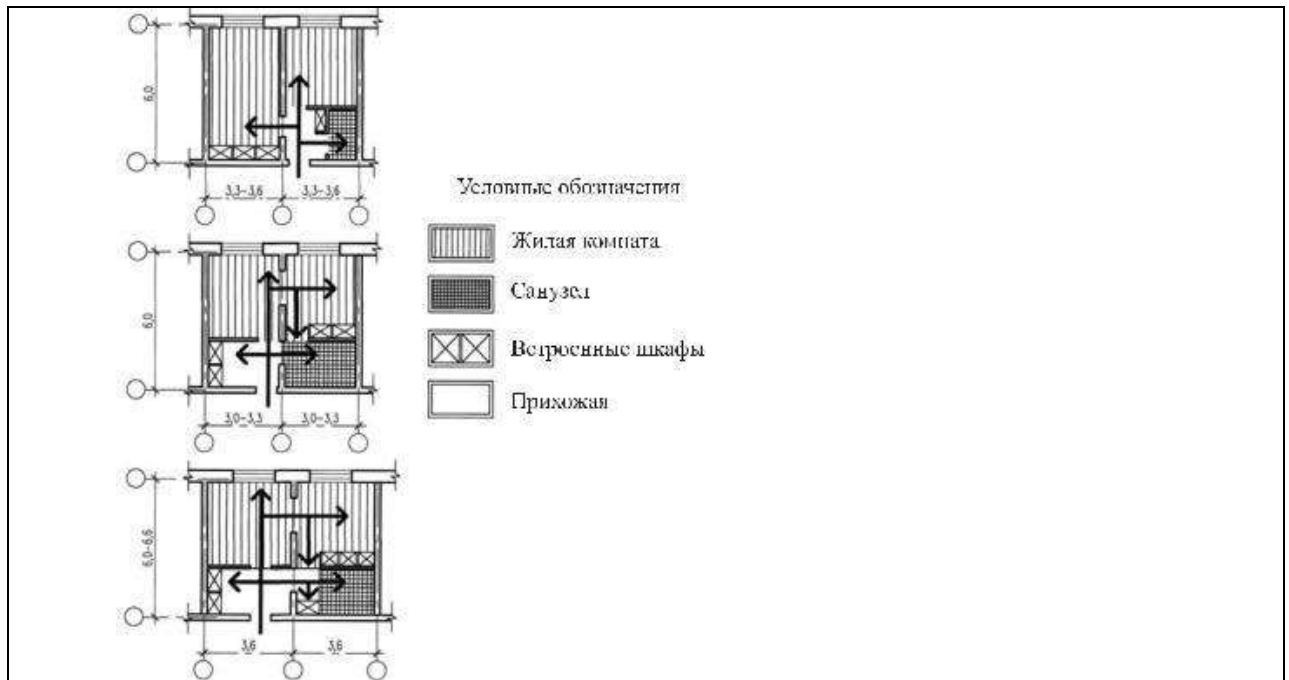 6,0
3,3-3,6 3,3-3,6
Условные обозначения
Жилая комната
6,0
Санузел
Встроенные шкафы
Прихожая
3,0-3,3 3,0-3,3
6,0-6,6
3,6 3,6